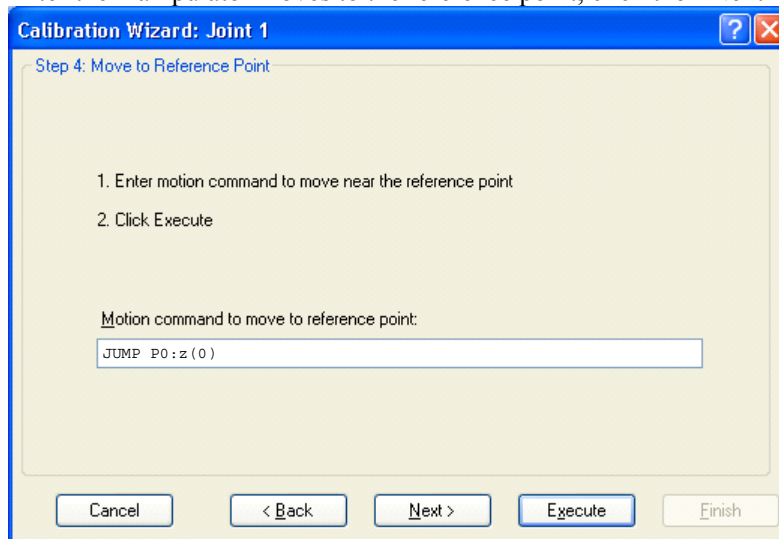 Calibration Wizard: Joint 1
Step 4: Move to Reference Point
1. Enter motion command to move near the reference point
2. Click Execute
Motion command to move to reference point:
JUMP P0:z(0)
Cancel < Back Next > Execute Finish